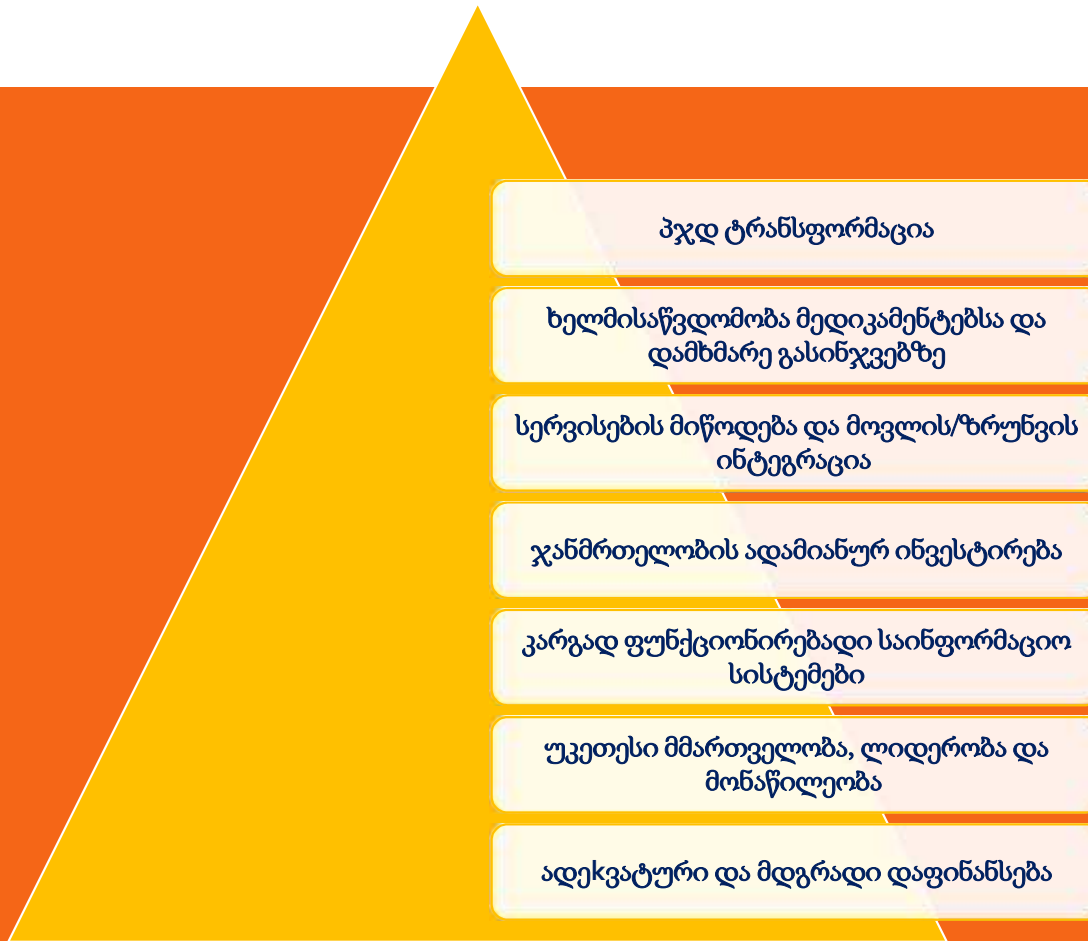 პჯდ ტრანსფორმაცია
ხელმისაწვდომობა მედიკამენტებსა და
დამხმარე გასინჯვებზე
სერვისების მიწოდება და მოვლის/ზრუნვის
ინტეგრაცია
ჯანმრთელობის ადამიანურ ინვესტირება
კარგად ფუნქციონირებადი საინფორმაციო
სისტემები
უკეთესი მმართველობა, ლიდერობა და
მონაწილეობა
ადეkვატური და მდგრადი დაფინანსება